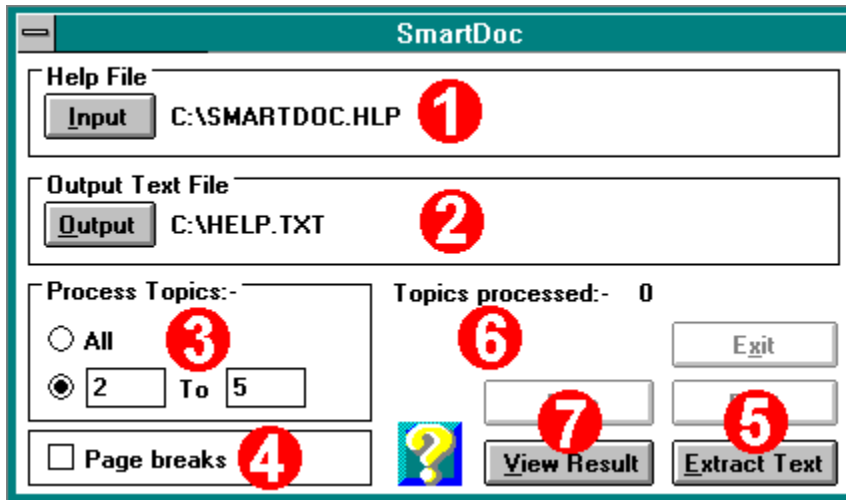 SmartDoc
Help File
Input C:\SMARTDOC.HLP 1
Output Text File
Output C:\HELP.TXT 2
Process Topics:-
All 3
2 To 5
Page breaks 4
Topics processed:- 0
6
Exit
7 5
View Result Extract Text